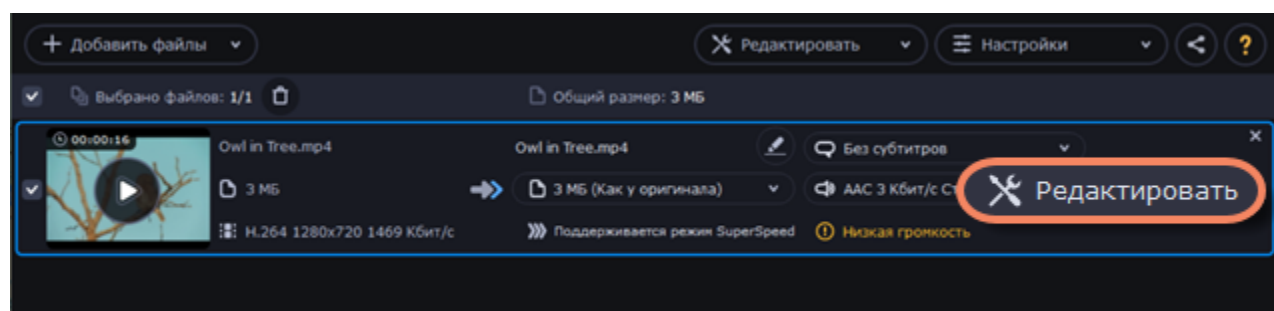 Добавить файлы
Редактировать
Настройки
?
Выбрано файлов: 1/1
Общий размер: 3 МБ
00:00:16
Owl in Tree.mp4
Owl in Tree.mp4
Без субтитров
3 МБ
3 МБ (Как у оригинала)
AAC 3 Кбит/с
Редактировать
H.264 1280x720 1469 Кбит/с
Поддерживается режим SuperSpeed
Низкая громкость